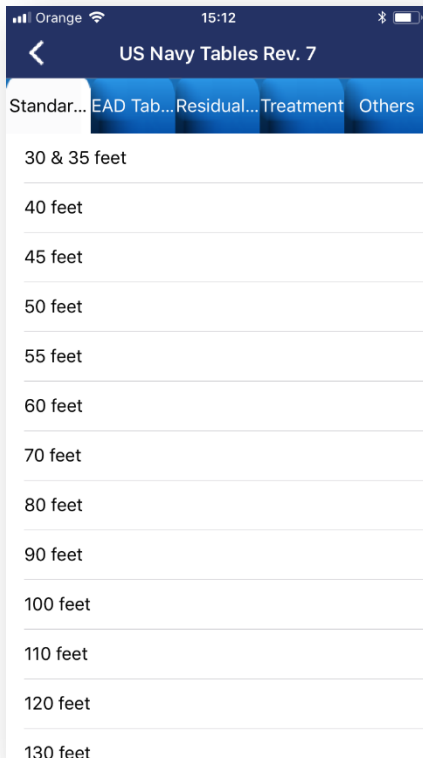 Orange 15:12
US Navy Tables Rev. 7
Standar... EAD Tab... Residual... Treatment Others
30 & 35 feet
40 feet
45 feet
50 feet
55 feet
60 feet
70 feet
80 feet
90 feet
100 feet
110 feet
120 feet
130 feet